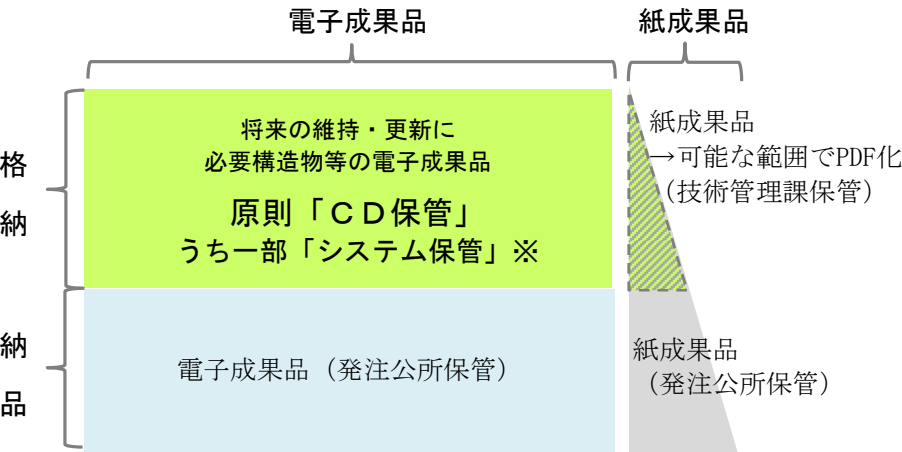 電子成果品
紙成果品
格
納
将来の維持・更新に
必要構造物等の電子成果品
原則「ＣＤ保管」
うち一部「システム保管」※
紙成果品
→可能な範囲でPDF化
（技術管理課保管）
納
品
電子成果品（発注公所保管）
紙成果品
（発注公所保管）